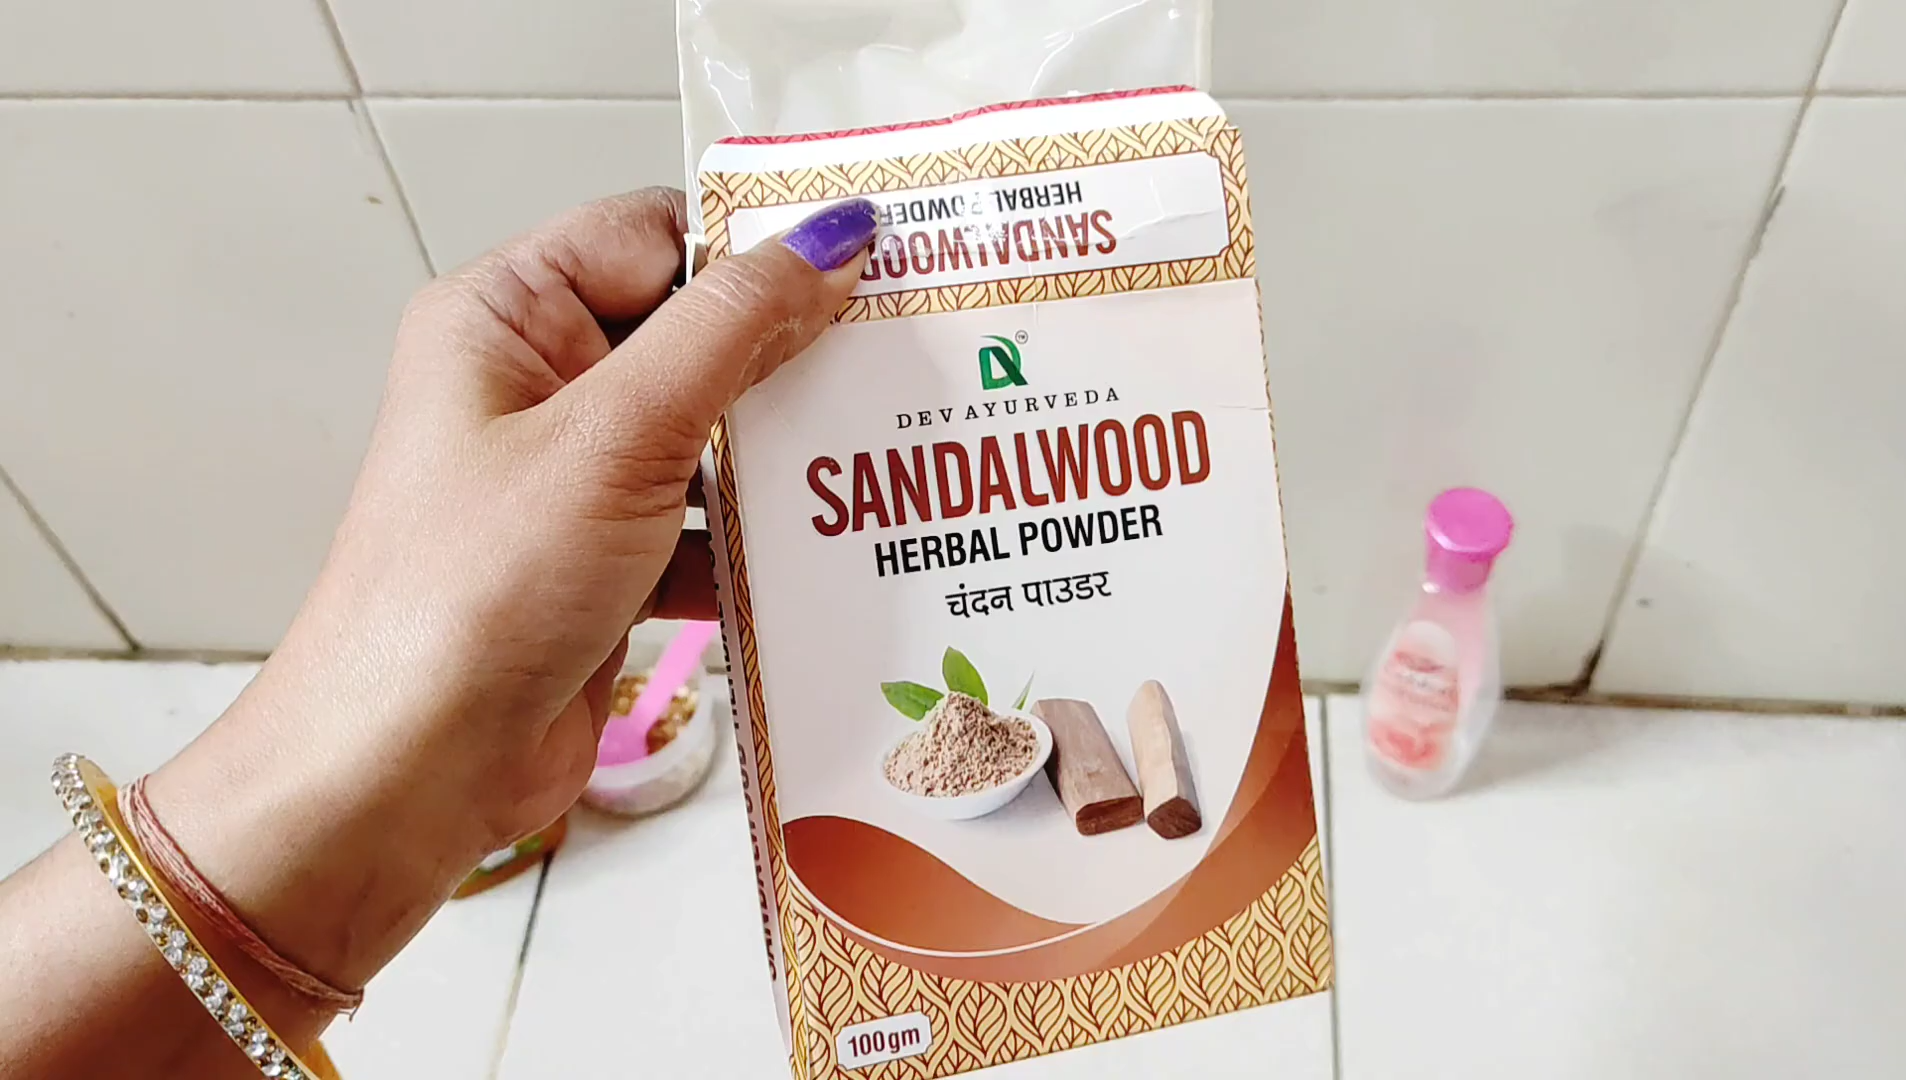 HERBAL POWDER
SANDALWOOD
DEV AYURVEDA
SANDALWOOD
HERBAL POWDER
चंदन पाउडर
100gm